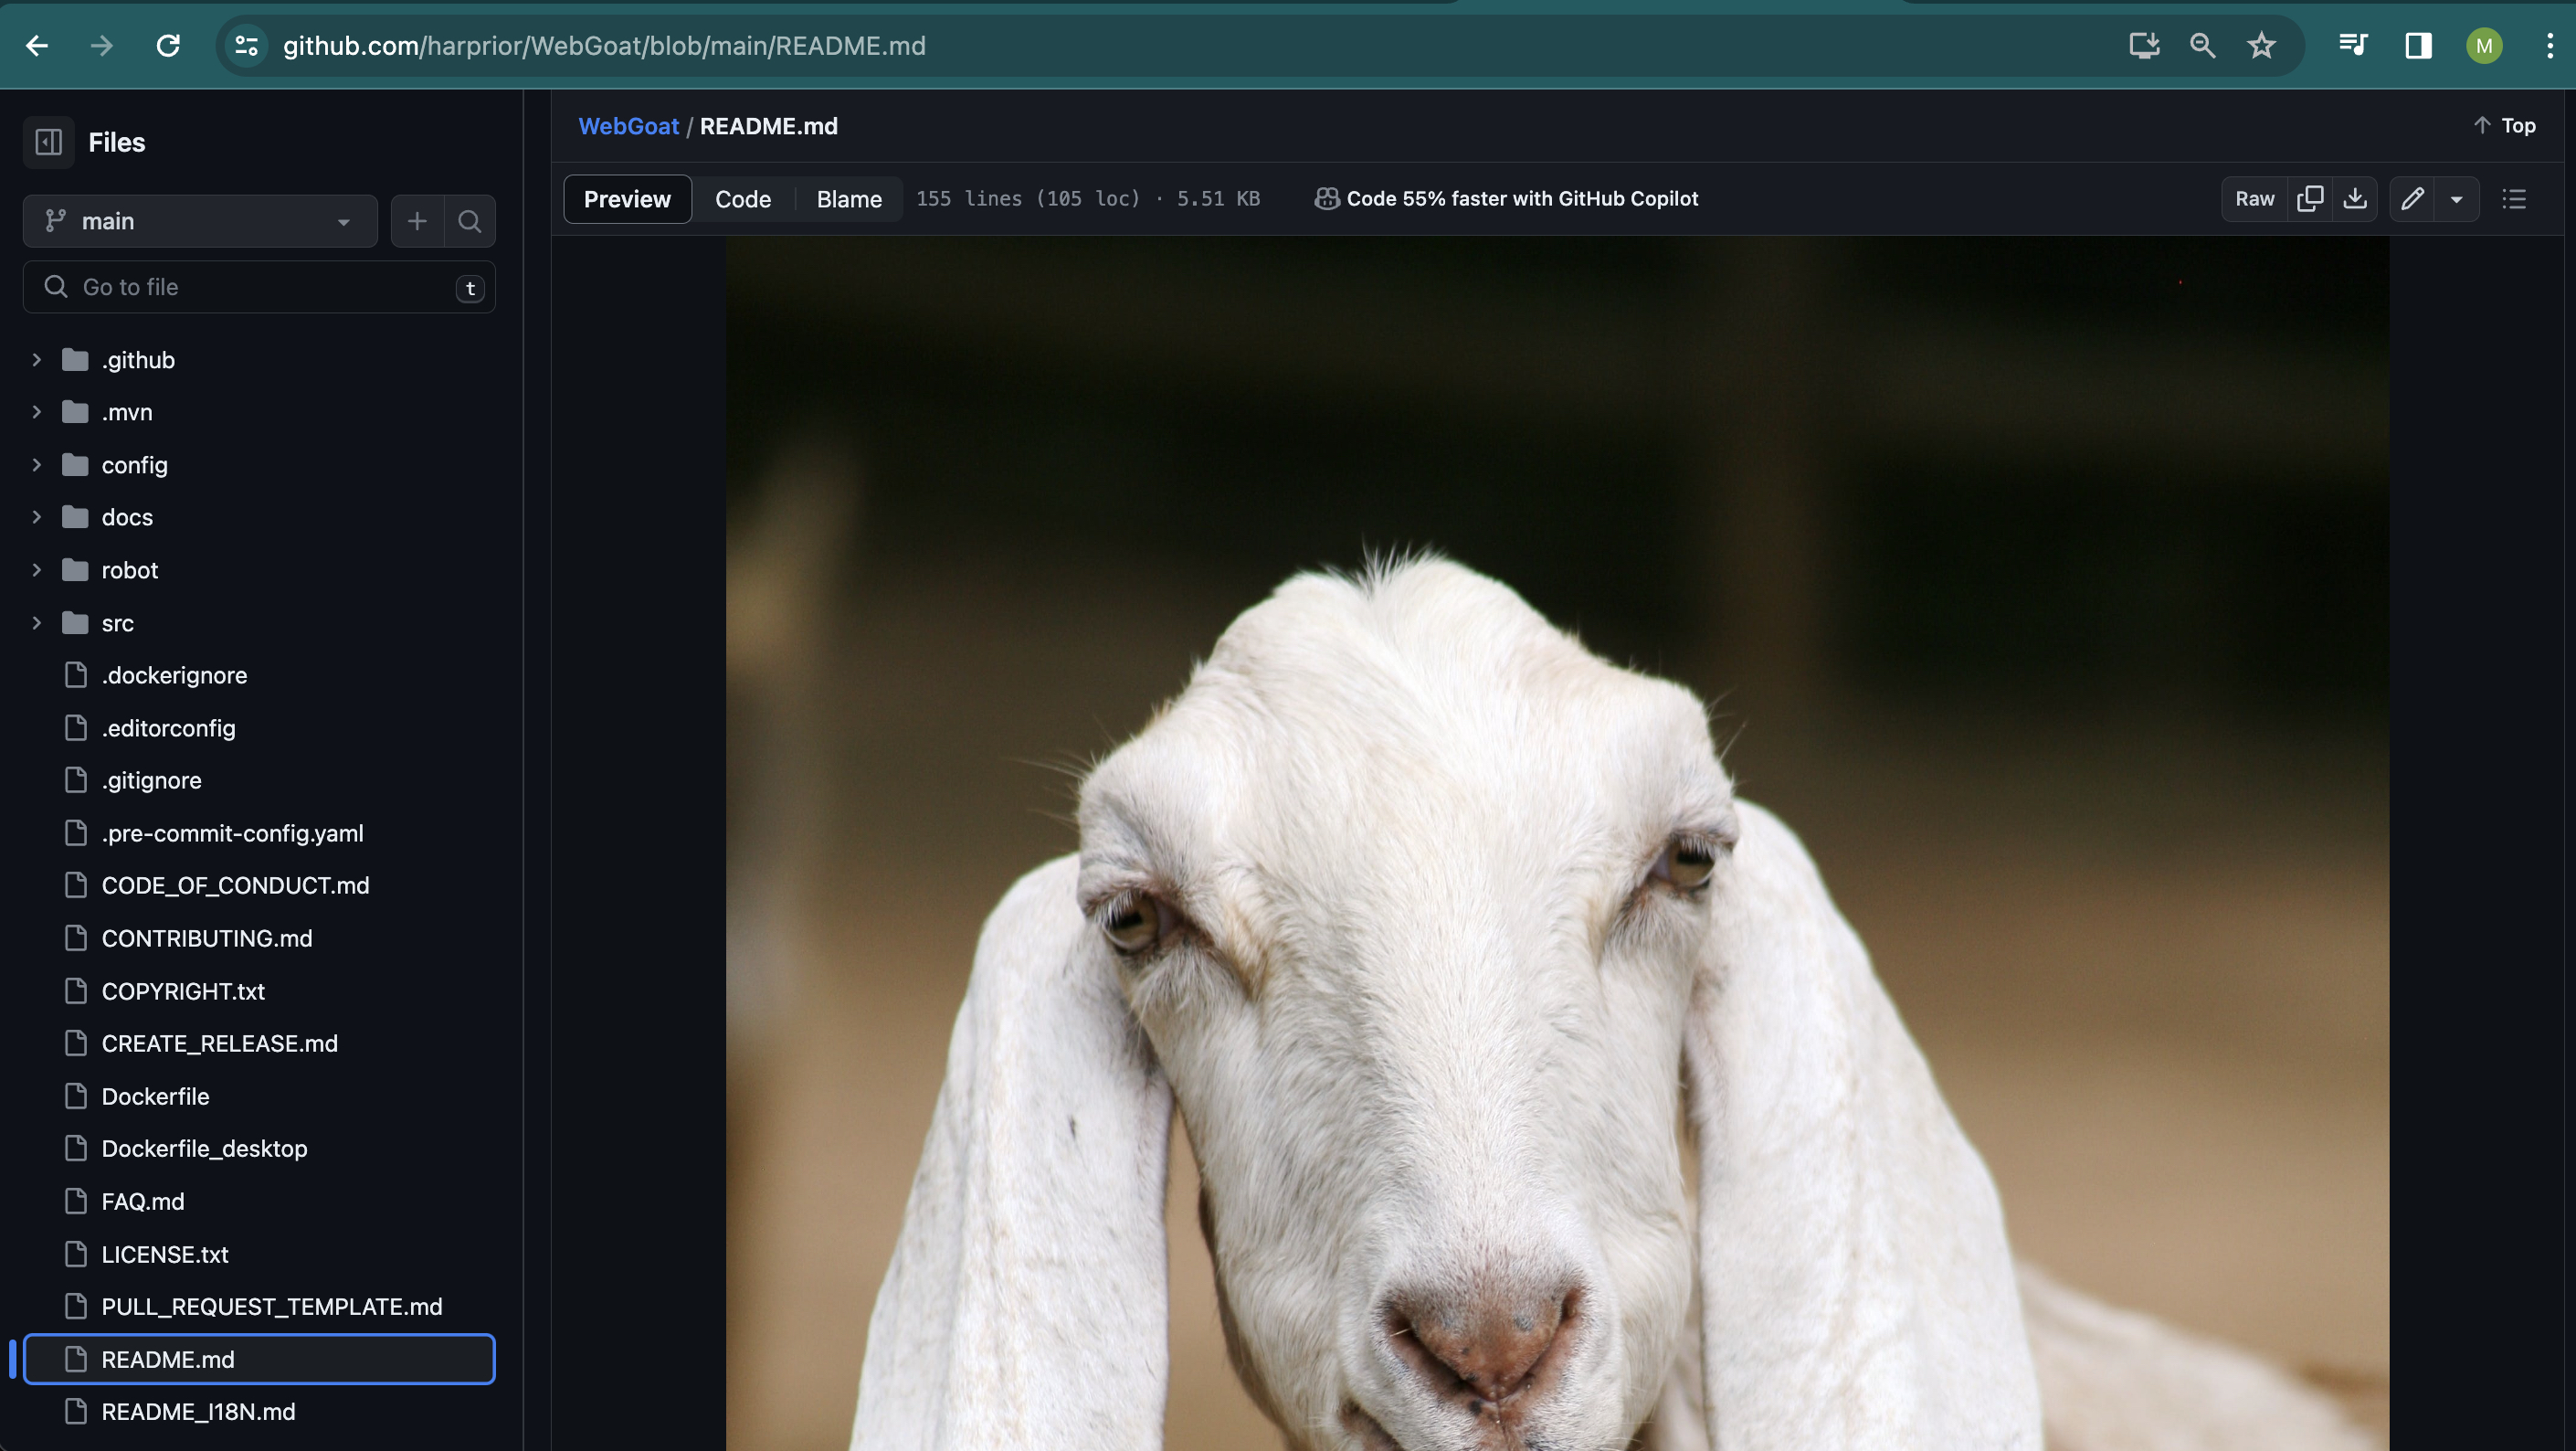 github.com/harprior/WebGoat/blob/main/README.md
M
Files
main
Go to file
t
.github
.mvn
config
docs
robot
src
.dockerignore
.editorconfig
.gitignore
.pre-commit-config.yaml
CODE_OF_CONDUCT.md
CONTRIBUTING.md
COPYRIGHT.txt
CREATE_RELEASE.md
Dockerfile
Dockerfile_desktop
FAQ.md
LICENSE.txt
PULL_REQUEST_TEMPLATE.md
README.md
README_I18N.md
WebGoat / README.md
Top
Preview Code Blame 155 lines (105 loc) · 5.51 KB Code 55% faster with GitHub Copilot Raw